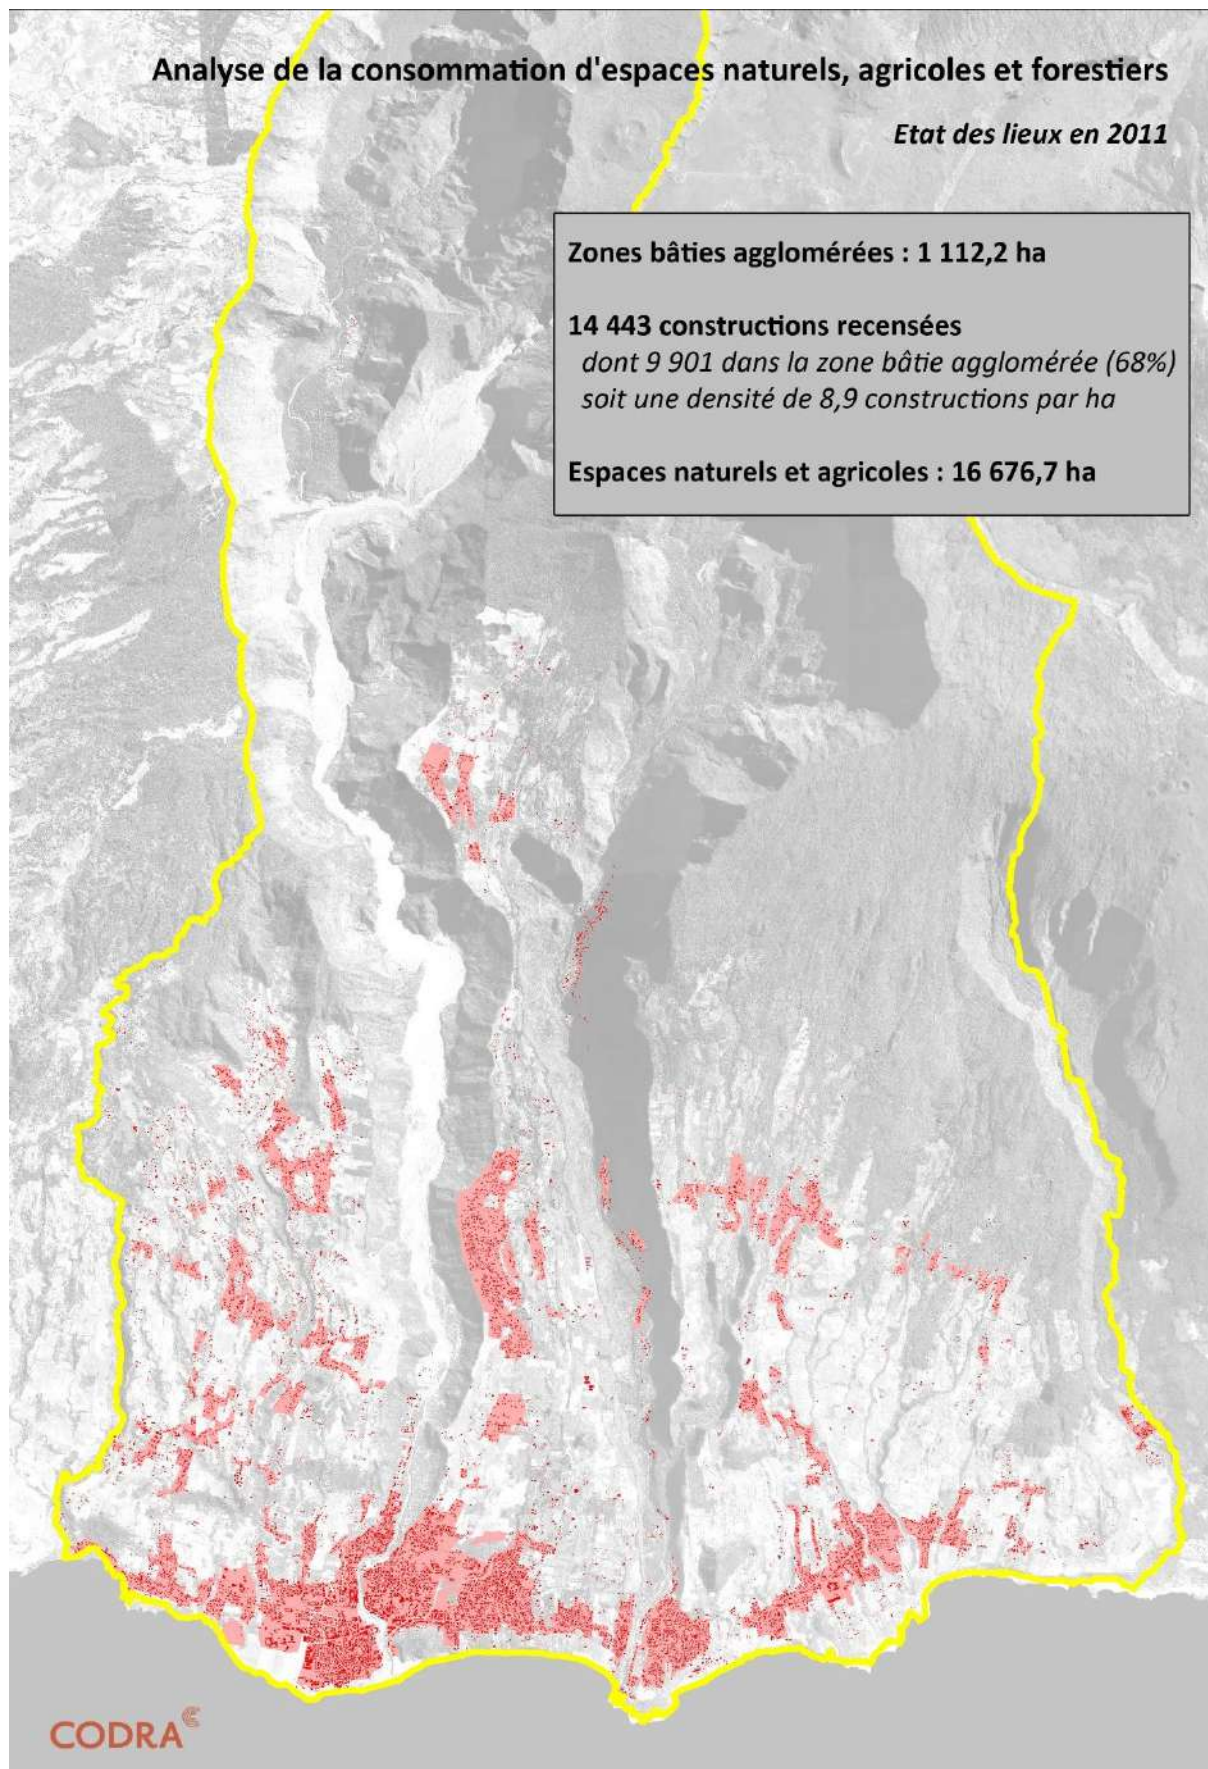 Analyse de la consommation d'espaces naturels, agricoles et forestiers
Etat des lieux en 2011
Zones bâties agglomérées : 1 112,2 ha
14 443 constructions recensées
dont 9 901 dans la zone bâtie agglomérée (68%)
soit une densité de 8,9 constructions par ha
Espaces naturels et agricoles : 16 676,7 ha
CODRA